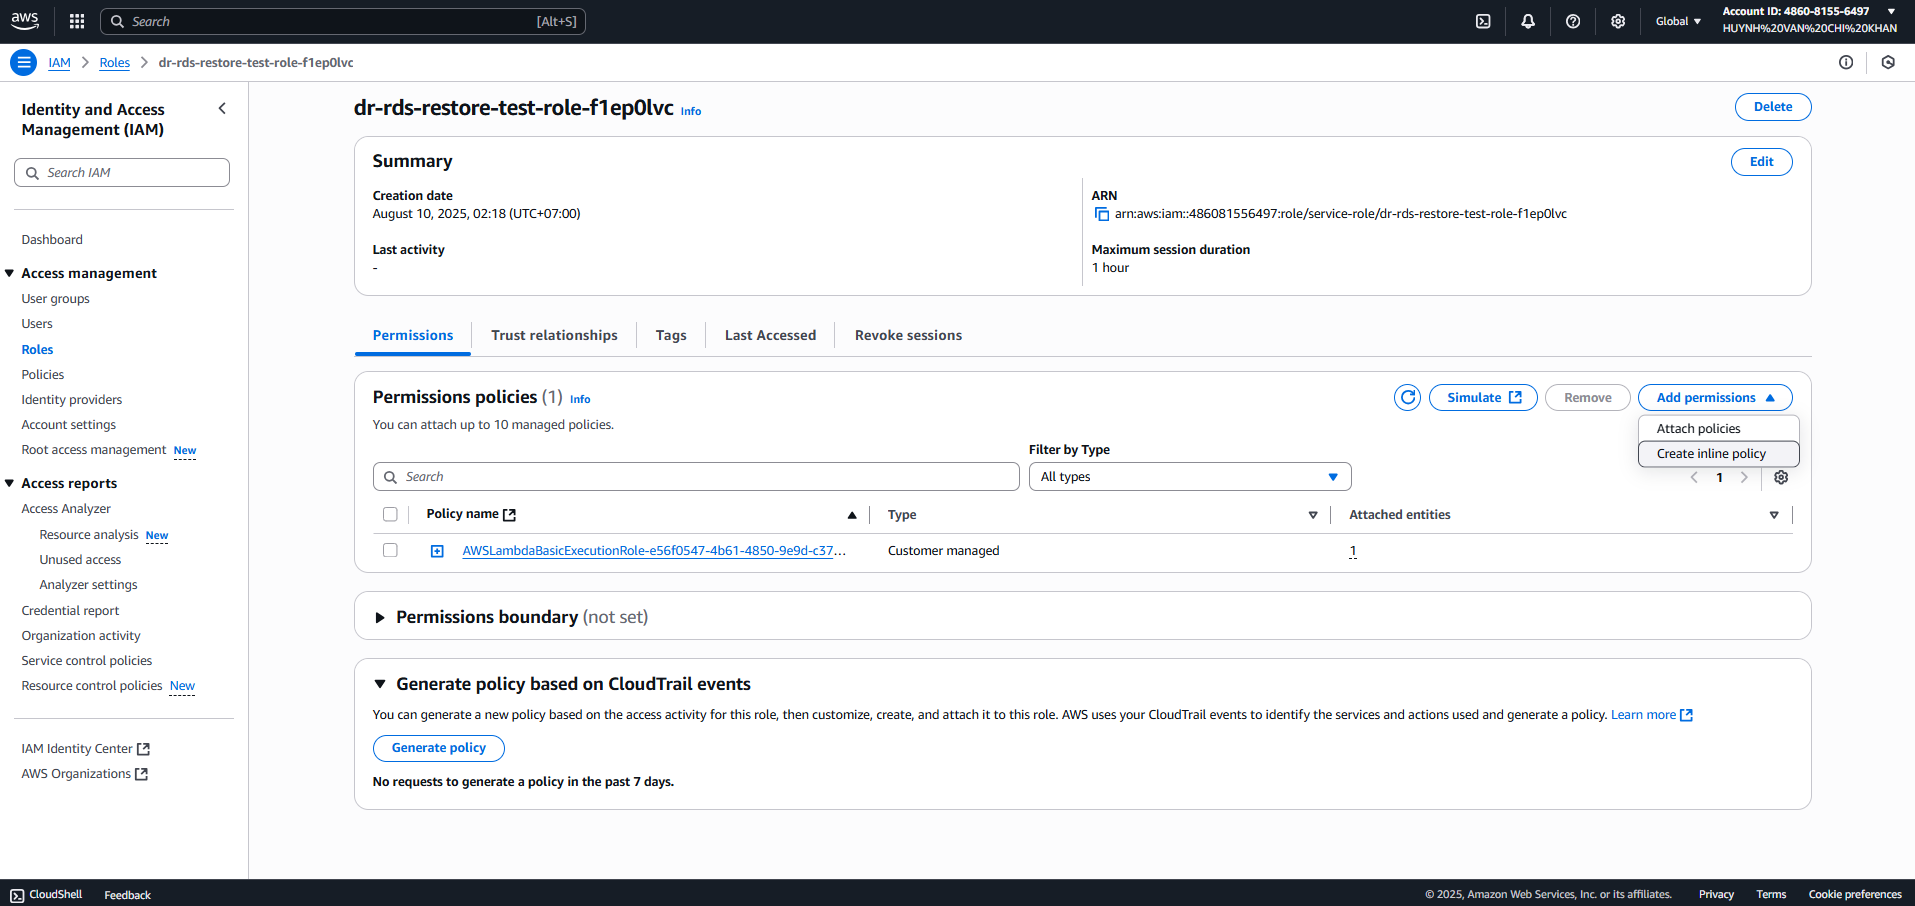 aws
Search [Alt+S]
Global
Account ID: 4860-8155-6497
HUYNH%20VAN%20CHI%20KHAN
IAM
Roles
dr-rds-restore-test-role-f1ep0lvc
Identity and Access
Management (IAM)
Search IAM
Dashboard
Access management
User groups
Users
Roles
Policies
Identity providers
Account settings
Root access management New
Access reports
Access Analyzer
Resource analysis New
Unused access
Analyzer settings
Credential report
Organization activity
Service control policies
Resource control policies New
IAM Identity Center
AWS Organizations
dr-rds-restore-test-role-f1ep0lvc Info
Delete
Summary
Edit
Creation date
August 10, 2025, 02:18 (UTC+07:00)
ARN
arn:aws:iam::486081556497:role/service-role/dr-rds-restore-test-role-f1ep0lvc
Last activity
-
Maximum session duration
1 hour
Permissions
Trust relationships
Tags
Last Accessed
Revoke sessions
Permissions policies (1) Info
You can attach up to 10 managed policies.
Simulate
Remove
Add permissions
Attach policies
Create inline policy
Filter by Type
Search
All types
1
Policy name
Type
Attached entities
AWSLambdaBasicExecutionRole-e56f0547-4b61-4850-9e9d-c37...
Customer managed
1
Permissions boundary (not set)
Generate policy based on CloudTrail events
You can generate a new policy based on the access activity for this role, then customize, create, and attach it to this role. AWS uses your CloudTrail events to identify the services and actions used and generate a policy. Learn more
Generate policy
No requests to generate a policy in the past 7 days.
CloudShell
Feedback
© 2025, Amazon Web Services, Inc. or its affiliates.
Privacy
Terms
Cookie preferences